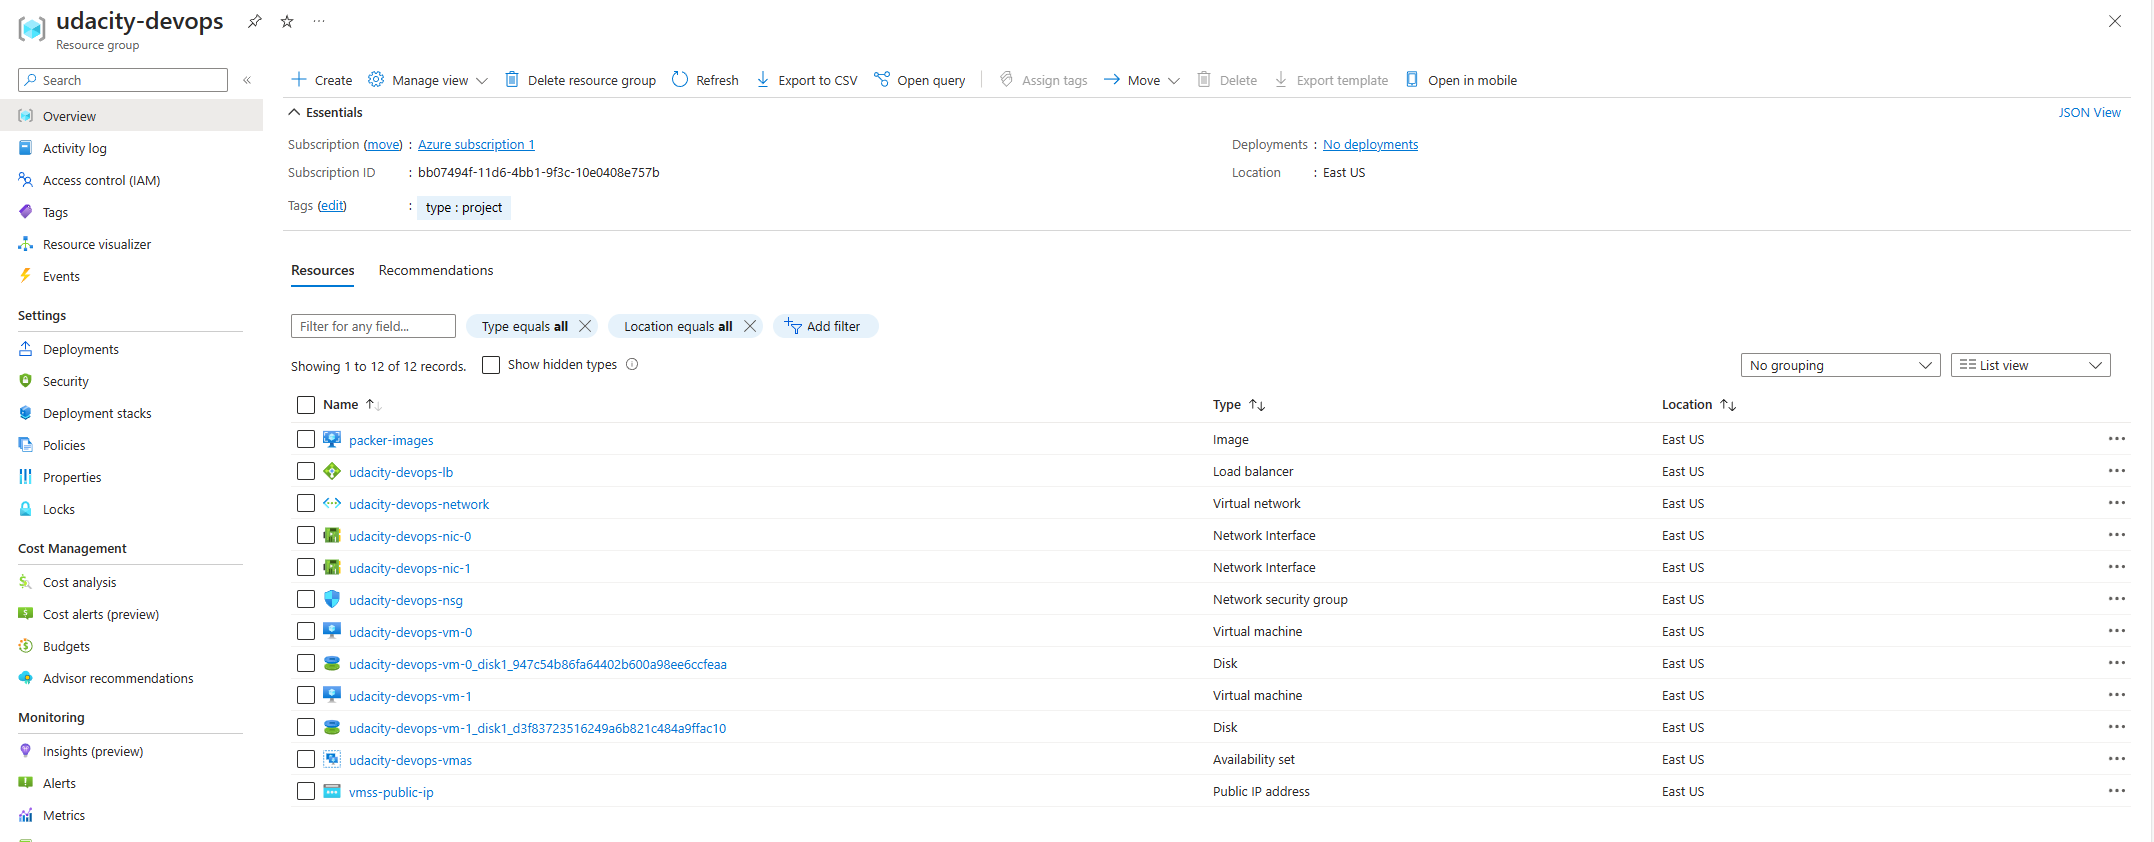 udacity-devops
Resource group
Search
Overview
Activity log
Access control (IAM)
Tags
Resource visualizer
Events
Settings
Deployments
Security
Deployment stacks
Policies
Properties
Locks
Cost Management
Cost analysis
Cost alerts (preview)
Budgets
Advisor recommendations
Monitoring
Insights (preview)
Alerts
Metrics
Create Manage view Delete resource group Refresh Export to CSV Open query Assign tags Move Delete Export template Open in mobile
Essentials JSON View
Subscription (move) : Azure subscription 1 Deployments : No deployments
Subscription ID : bb07494f-11d6-4bb1-9f3c-10e0408e757b Location : East US
Tags (edit) : type : project
Resources Recommendations
Filter for any field... Type equals all Location equals all Add filter
Showing 1 to 12 of 12 records. Show hidden types No grouping List view
Name Type Location
packer-images Image East US
udacity-devops-lb Load balancer East US
udacity-devops-network Virtual network East US
udacity-devops-nic-0 Network Interface East US
udacity-devops-nic-1 Network Interface East US
udacity-devops-nsg Network security group East US
udacity-devops-vm-0 Virtual machine East US
udacity-devops-vm-0_disk1_947c54b86fa64402b600a98ee6ccfeaa Disk East US
udacity-devops-vm-1 Virtual machine East US
udacity-devops-vm-1_disk1_d3f83723516249a6b821c484a9ffac10 Disk East US
udacity-devops-vmas Availability set East US
vmss-public-ip Public IP address East US